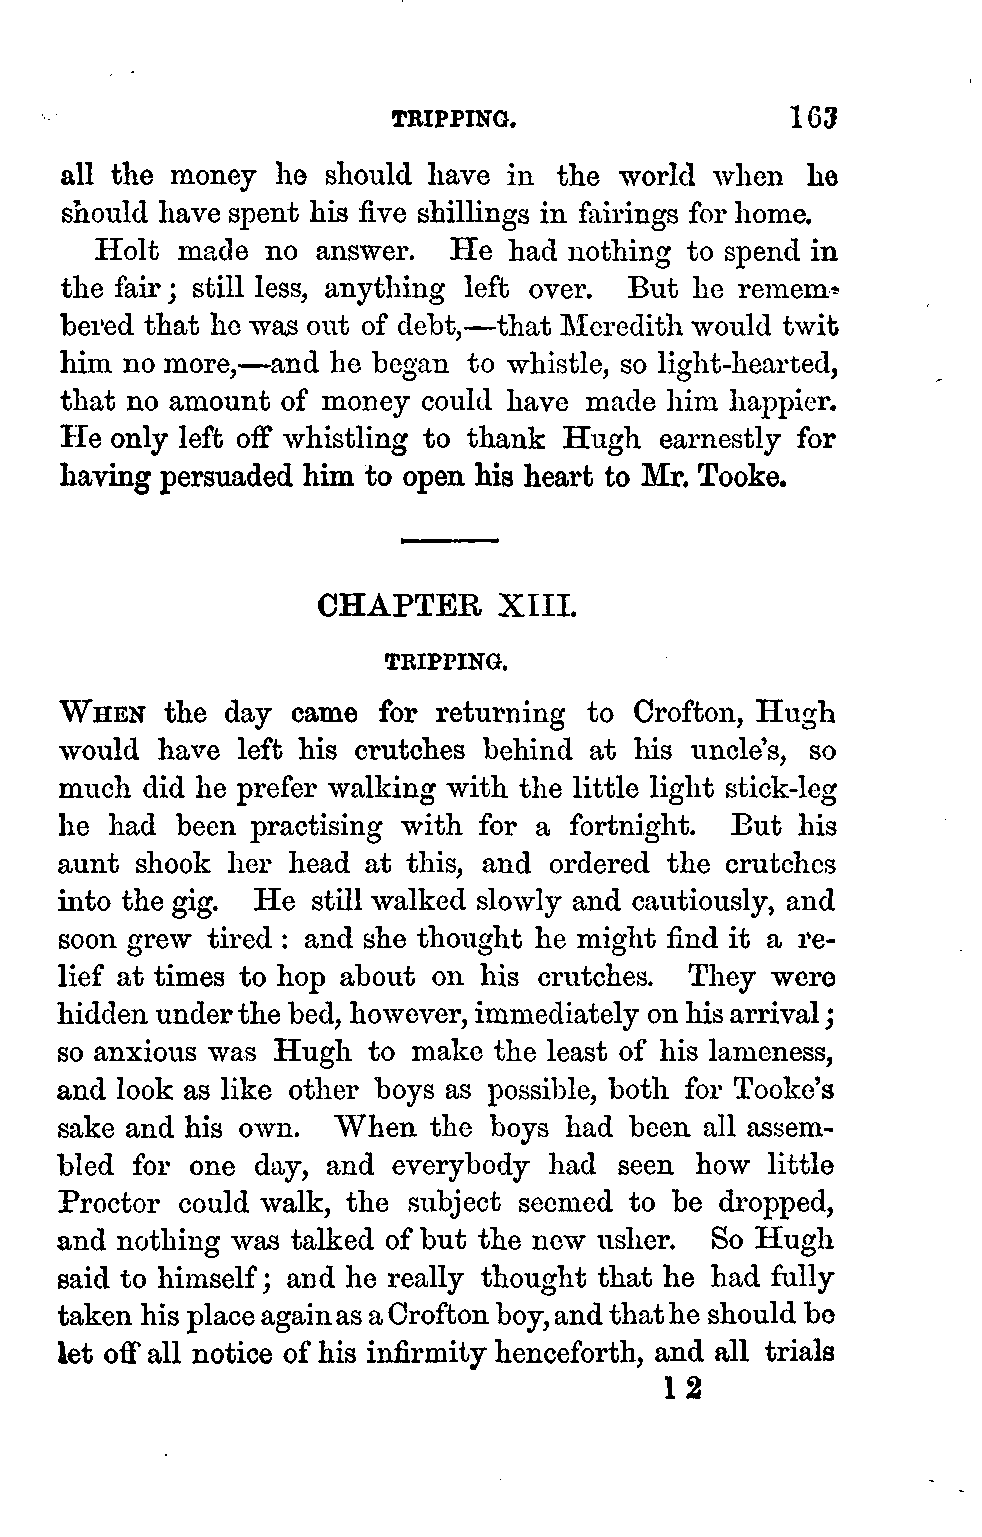 TRIPPING. 163
all the money he should have in the world when he
should have spent his five shillings in fairings for home.
Holt made no answer. He had nothing to spend in
the fair; still less, anything left over. But he remem-
bered that he was out of debt,—that Meredith would twit
him no more,—and he began to whistle, so light-hearted,
that no amount of money could have made him happier.
He only left off whistling to thank Hugh earnestly for
having persuaded him to open his heart to Mr. Tooke.
CHAPTER XIII.
TRIPPING.
WHEN the day came for returning to Crofton, Hugh
would have left his crutches behind at his uncle's, so
much did he prefer walking with the little light stick-leg
he had been practising with for a fortnight. But his
aunt shook her head at this, and ordered the crutches
into the gig. He still walked slowly and cautiously, and
soon grew tired: and she thought he might find it a re-
lief at times to hop about on his crutches. They were
hidden under the bed, however, immediately on his arrival;
so anxious was Hugh to make the least of his lameness,
and look as like other boys as possible, both for Tooke's
sake and his own. When the boys had been all assem-
bled for one day, and everybody had seen how little
Proctor could walk, the subject seemed to be dropped,
and nothing was talked of but the new usher. So Hugh
said to himself; and he really thought that he had fully
taken his place again as a Crofton boy, and that he should be
let off all notice of his infirmity henceforth, and all trials
1 2